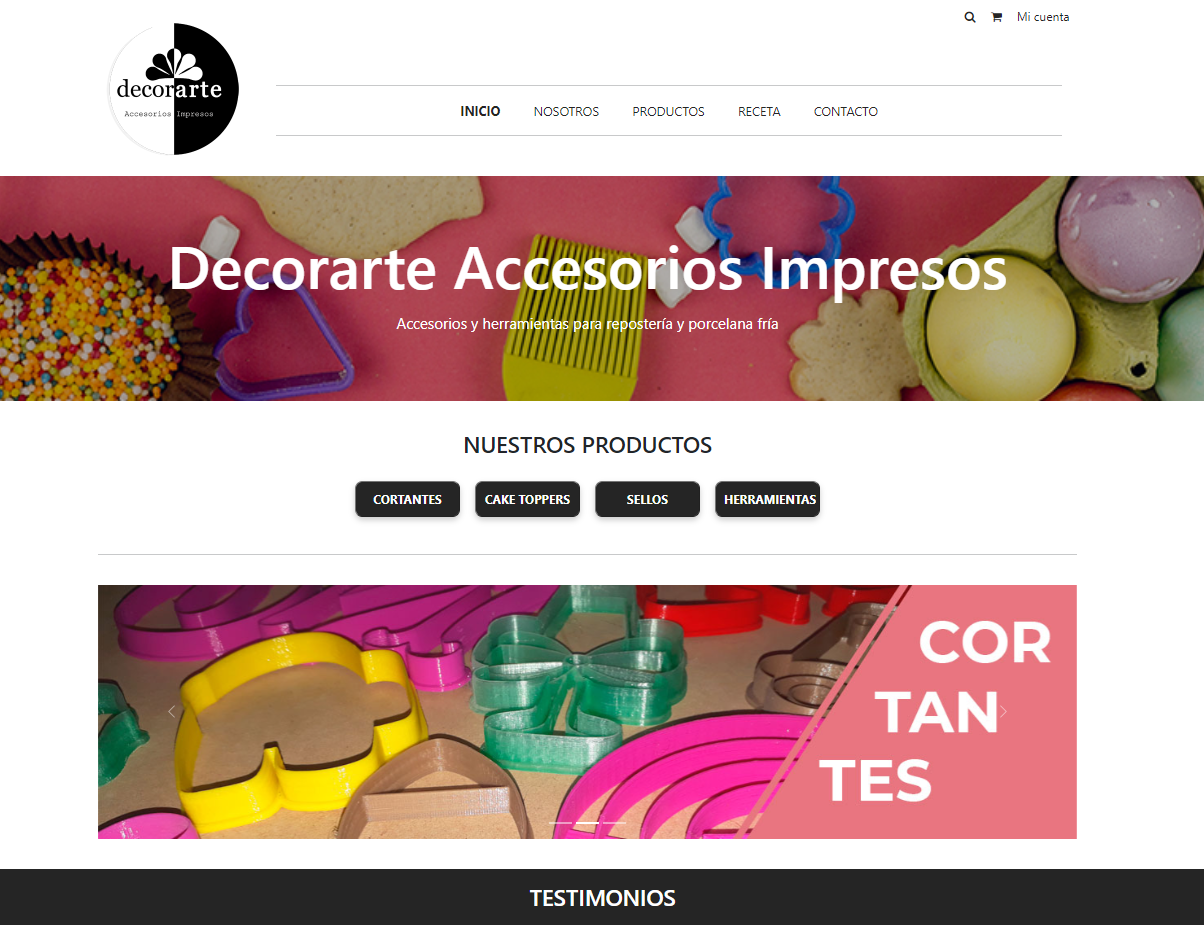 Mi cuenta
decorarte
Accesorios Impresos
INICIO NOSOTROS PRODUCTOS RECETA CONTACTO
Decorarte Accesorios Impresos
Accesorios y herramientas para repostería y porcelana fría
NUESTROS PRODUCTOS
CORTANTES CAKE TOPPERS SELLOS HERRAMIENTAS
COR
TAN
TES
TESTIMONIOS